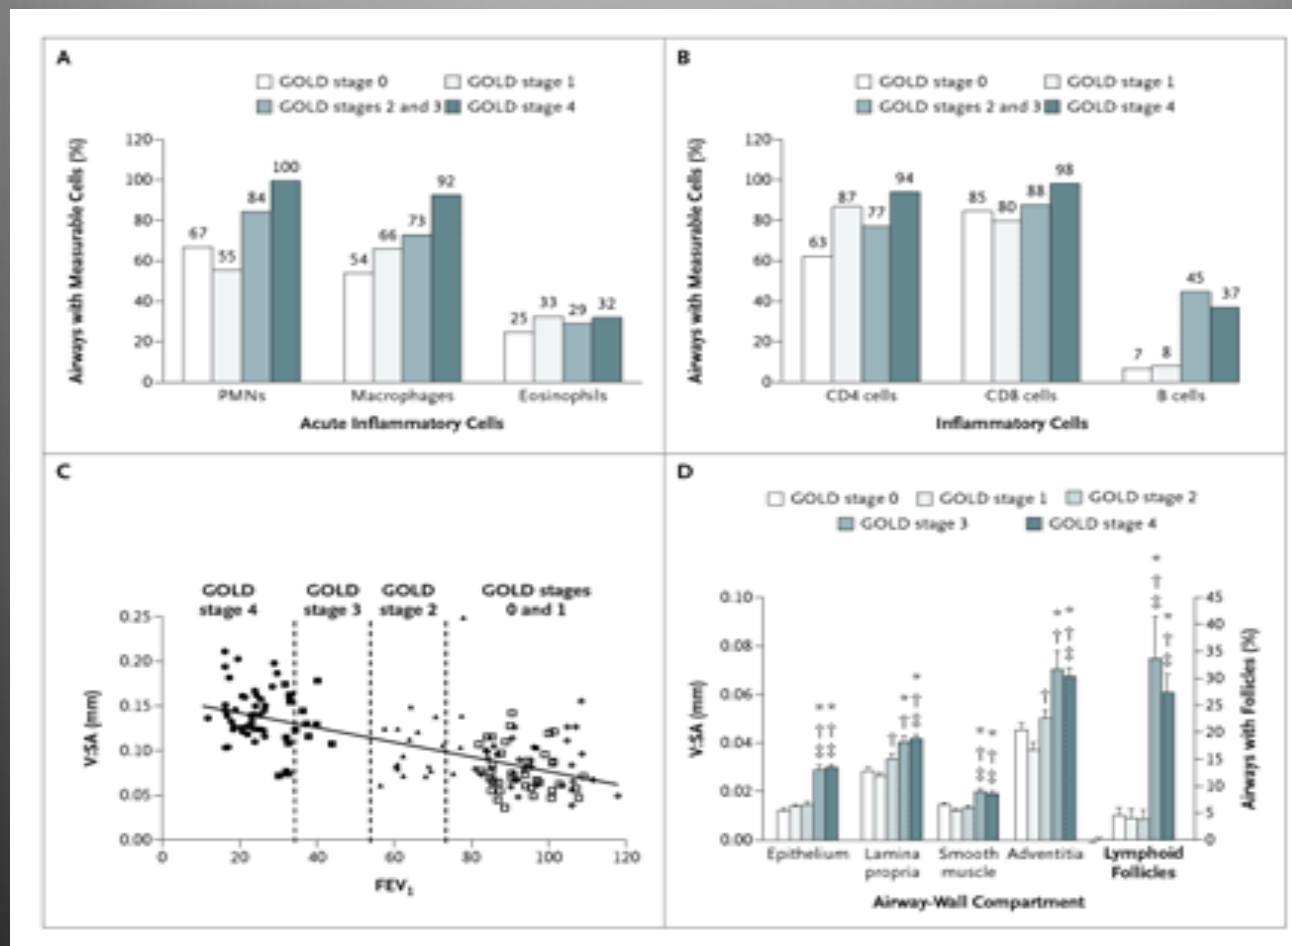 A
GOLD stage 0 GOLD stage 1
GOLD stages 2 and 3 GOLD stage 4
Airways with Measurable Cells (%)
120
100
80
60
40
20
0
67 55 84 100
54 66 73 92
25 33 29 32
PMNs Macrophages Eosinophils
Acute Inflammatory Cells
B
GOLD stage 0 GOLD stage 1
GOLD stages 2 and 3 GOLD stage 4
Airways with Measurable Cells (%)
120
100
80
60
40
20
0
63 87 77 94
85 80 88 98
7 8 45 37
CD4 cells CD8 cells B cells
Inflammatory Cells
C
GOLD GOLD GOLD GOLD stages
stage 4 stage 3 stage 2 0 and 1
V:SA (mm)
0.25
0.20
0.15
0.10
0.05
0.00
0 20 40 60 80 100 120
FEV1
D
GOLD stage 0 GOLD stage 1 GOLD stage 2
GOLD stage 3 GOLD stage 4
V:SA (mm)
0.10
0.08
0.06
0.04
0.02
0.00
* * * * * * * * * *
† † † † † † † † † † † †
‡ ‡ ‡ ‡ ‡ ‡ ‡ ‡
45
40
35
30
25
20
15
10
5
0
Airways with Follicles (%)
Epithelium Lamina Smooth Adventitia Lymphoid
propria muscle Follicles
Airway-Wall Compartment